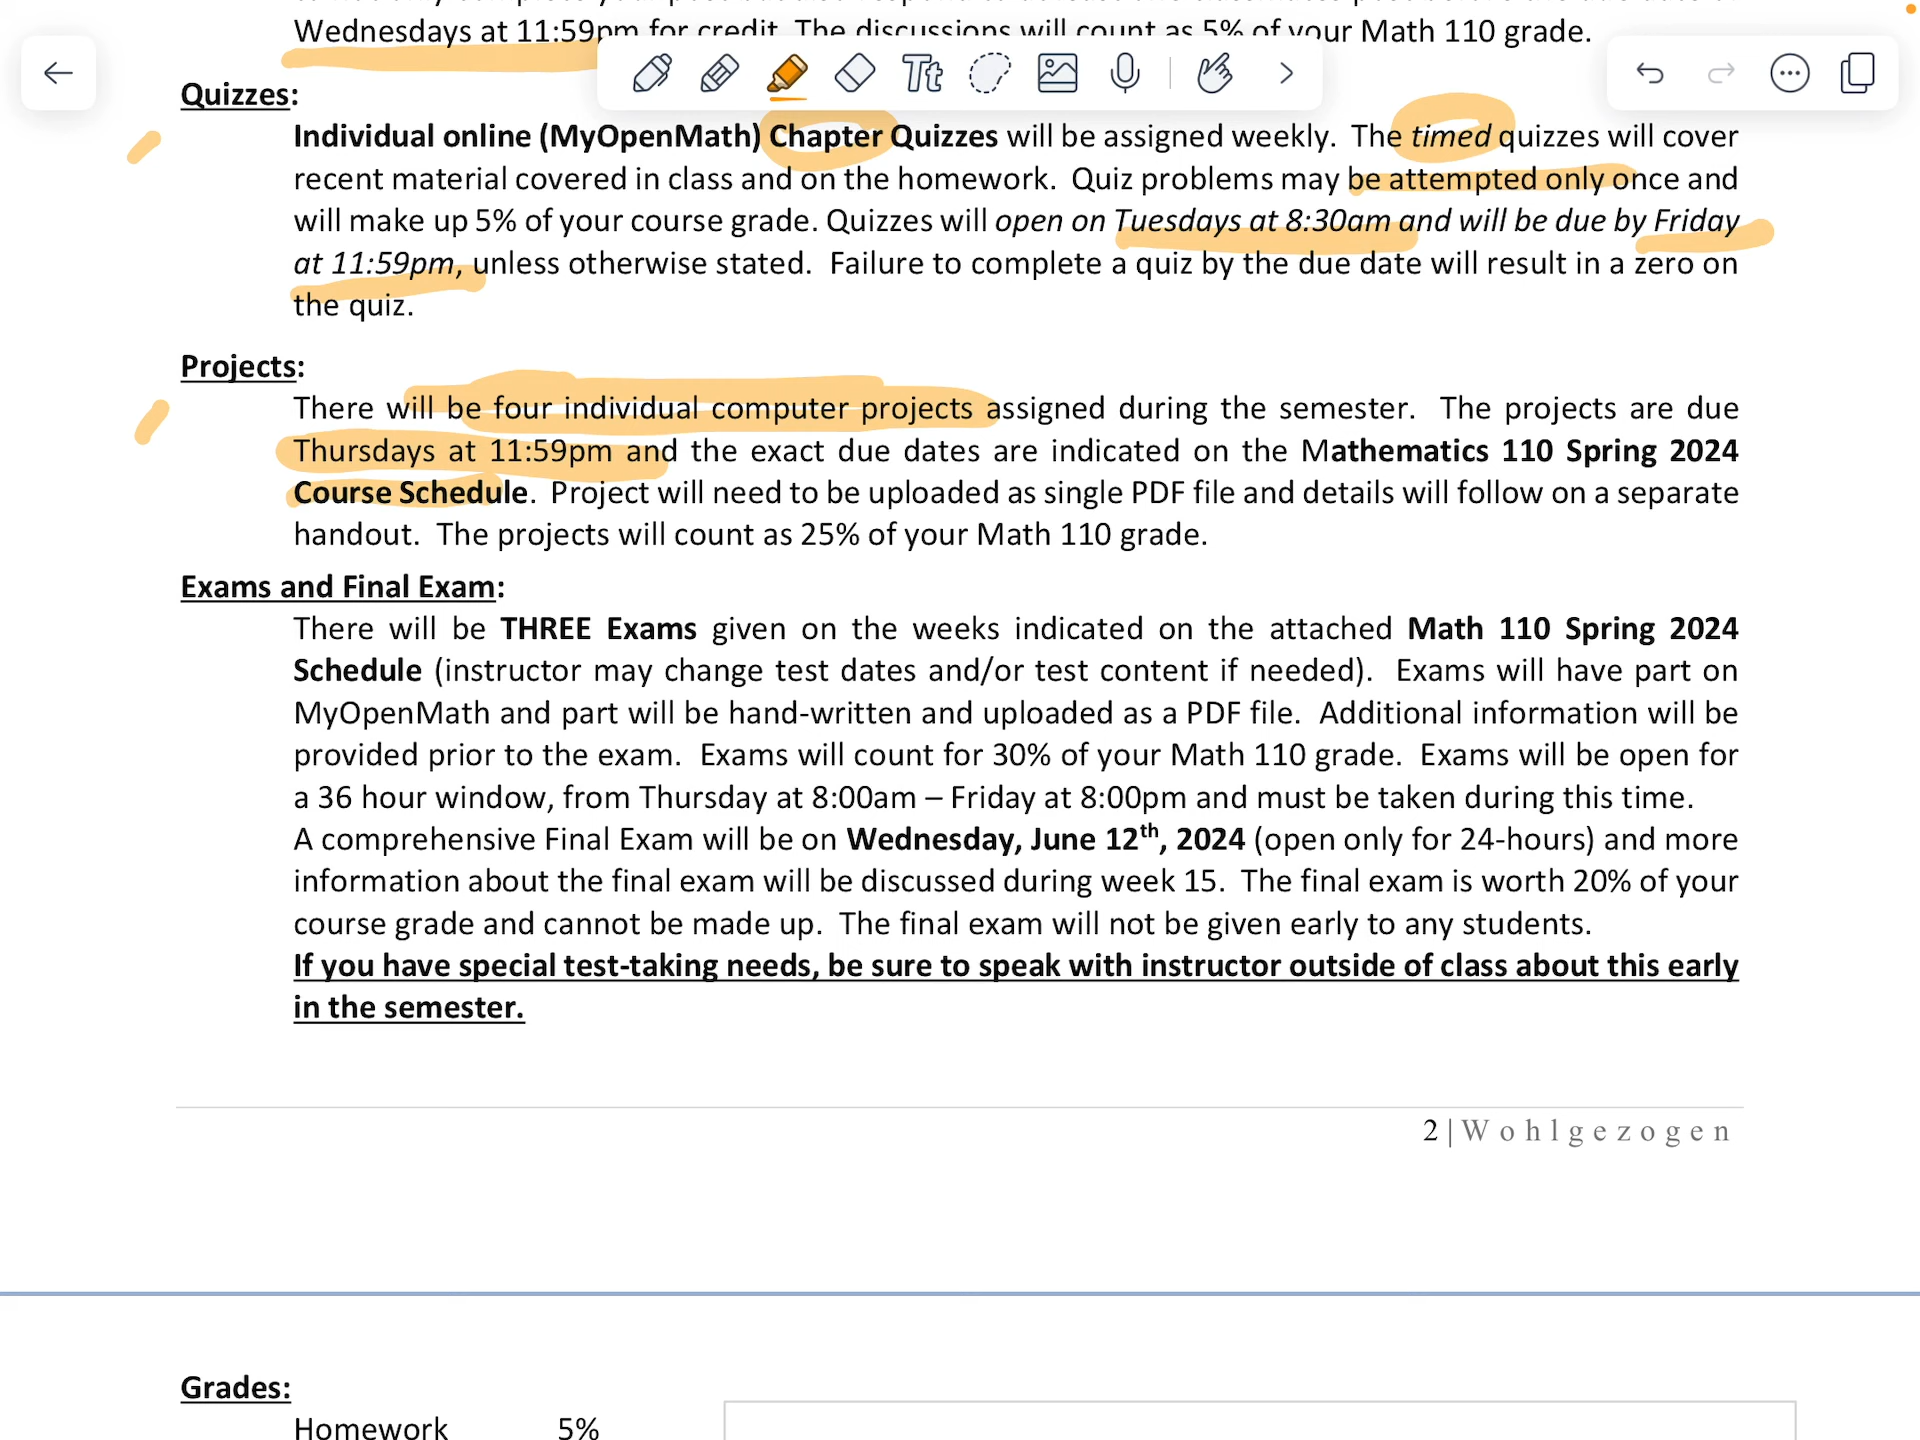 Wednesdays at 11:59pm for credit. The discussions will count as 5% of your Math 110 grade.
Tt
Quizzes:
Individual online (MyOpenMath) Chapter Quizzes will be assigned weekly. The timed quizzes will cover
recent material covered in class and on the homework. Quiz problems may be attempted only once and
will make up 5% of your course grade. Quizzes will open on Tuesdays at 8:30am and will be due by Friday
at 11:59pm, unless otherwise stated. Failure to complete a quiz by the due date will result in a zero on
the quiz.
Projects:
There will be four individual computer projects assigned during the semester. The projects are due
Thursdays at 11:59pm and the exact due dates are indicated on the Mathematics 110 Spring 2024
Course Schedule. Project will need to be uploaded as single PDF file and details will follow on a separate
handout. The projects will count as 25% of your Math 110 grade.
Exams and Final Exam:
There will be THREE Exams given on the weeks indicated on the attached Math 110 Spring 2024
Schedule (instructor may change test dates and/or test content if needed). Exams will have part on
MyOpenMath and part will be hand-written and uploaded as a PDF file. Additional information will be
provided prior to the exam. Exams will count for 30% of your Math 110 grade. Exams will be open for
a 36 hour window, from Thursday at 8:00am – Friday at 8:00pm and must be taken during this time.
A comprehensive Final Exam will be on Wednesday, June 12th, 2024 (open only for 24-hours) and more
information about the final exam will be discussed during week 15. The final exam is worth 20% of your
course grade and cannot be made up. The final exam will not be given early to any students.
If you have special test-taking needs, be sure to speak with instructor outside of class about this early
in the semester.
2 | Wohlgezogen
Grades:
Homework 5%